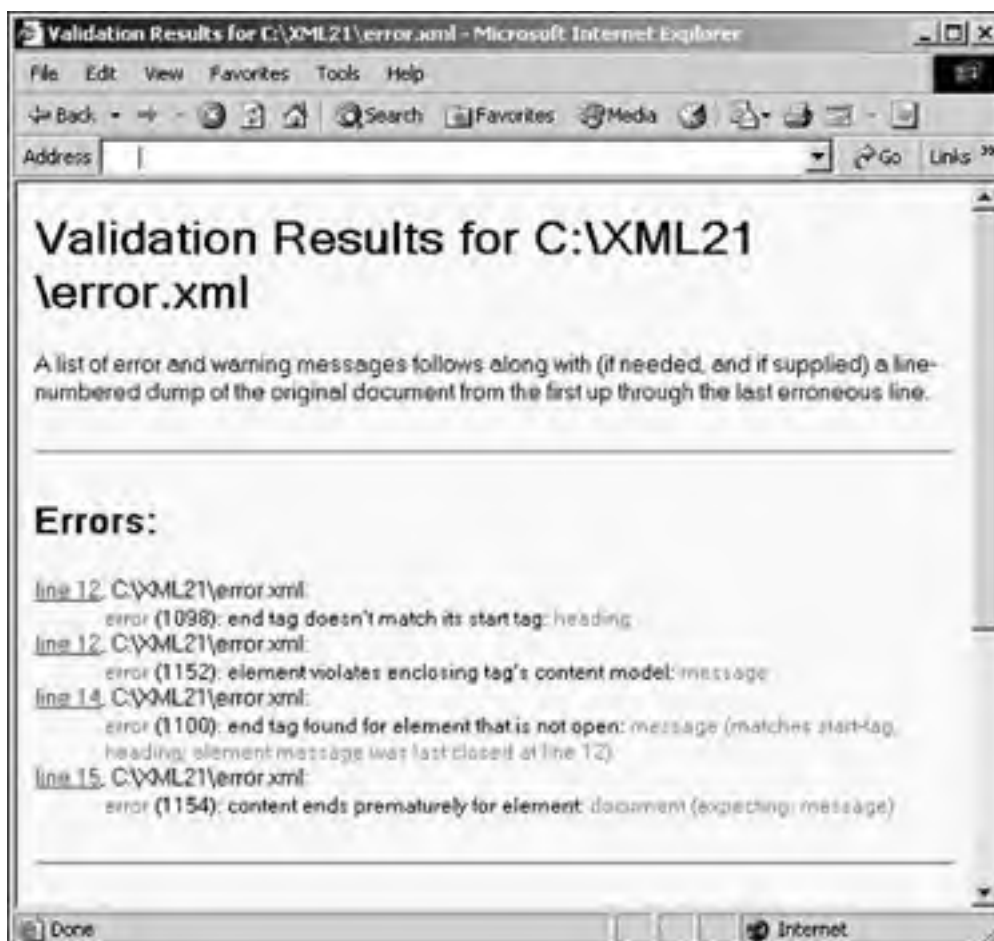 Validation Results for C:\XML21\error.xml - Microsoft Internet Explorer
File Edit View Favorites Tools Help
Back Search Favorites Media
Address Go Links »
Validation Results for C:\XML21
\error.xml
A list of error and warning messages follows along with (if needed, and if supplied) a line-
numbered dump of the original document from the first up through the last erroneous line.
Errors:
line 12, C:\XML21\error.xml:
error (1098): end tag doesn't match its start tag: heading
line 12, C:\XML21\error.xml:
error (1152): element violates enclosing tag's content model: message
line 14, C:\XML21\error.xml:
error (1100): end tag found for element that is not open: message (matches start-tag,
heading; element message was last closed at line 12)
line 15, C:\XML21\error.xml:
error (1154): content ends prematurely for element: document (expecting: message)
Done Internet